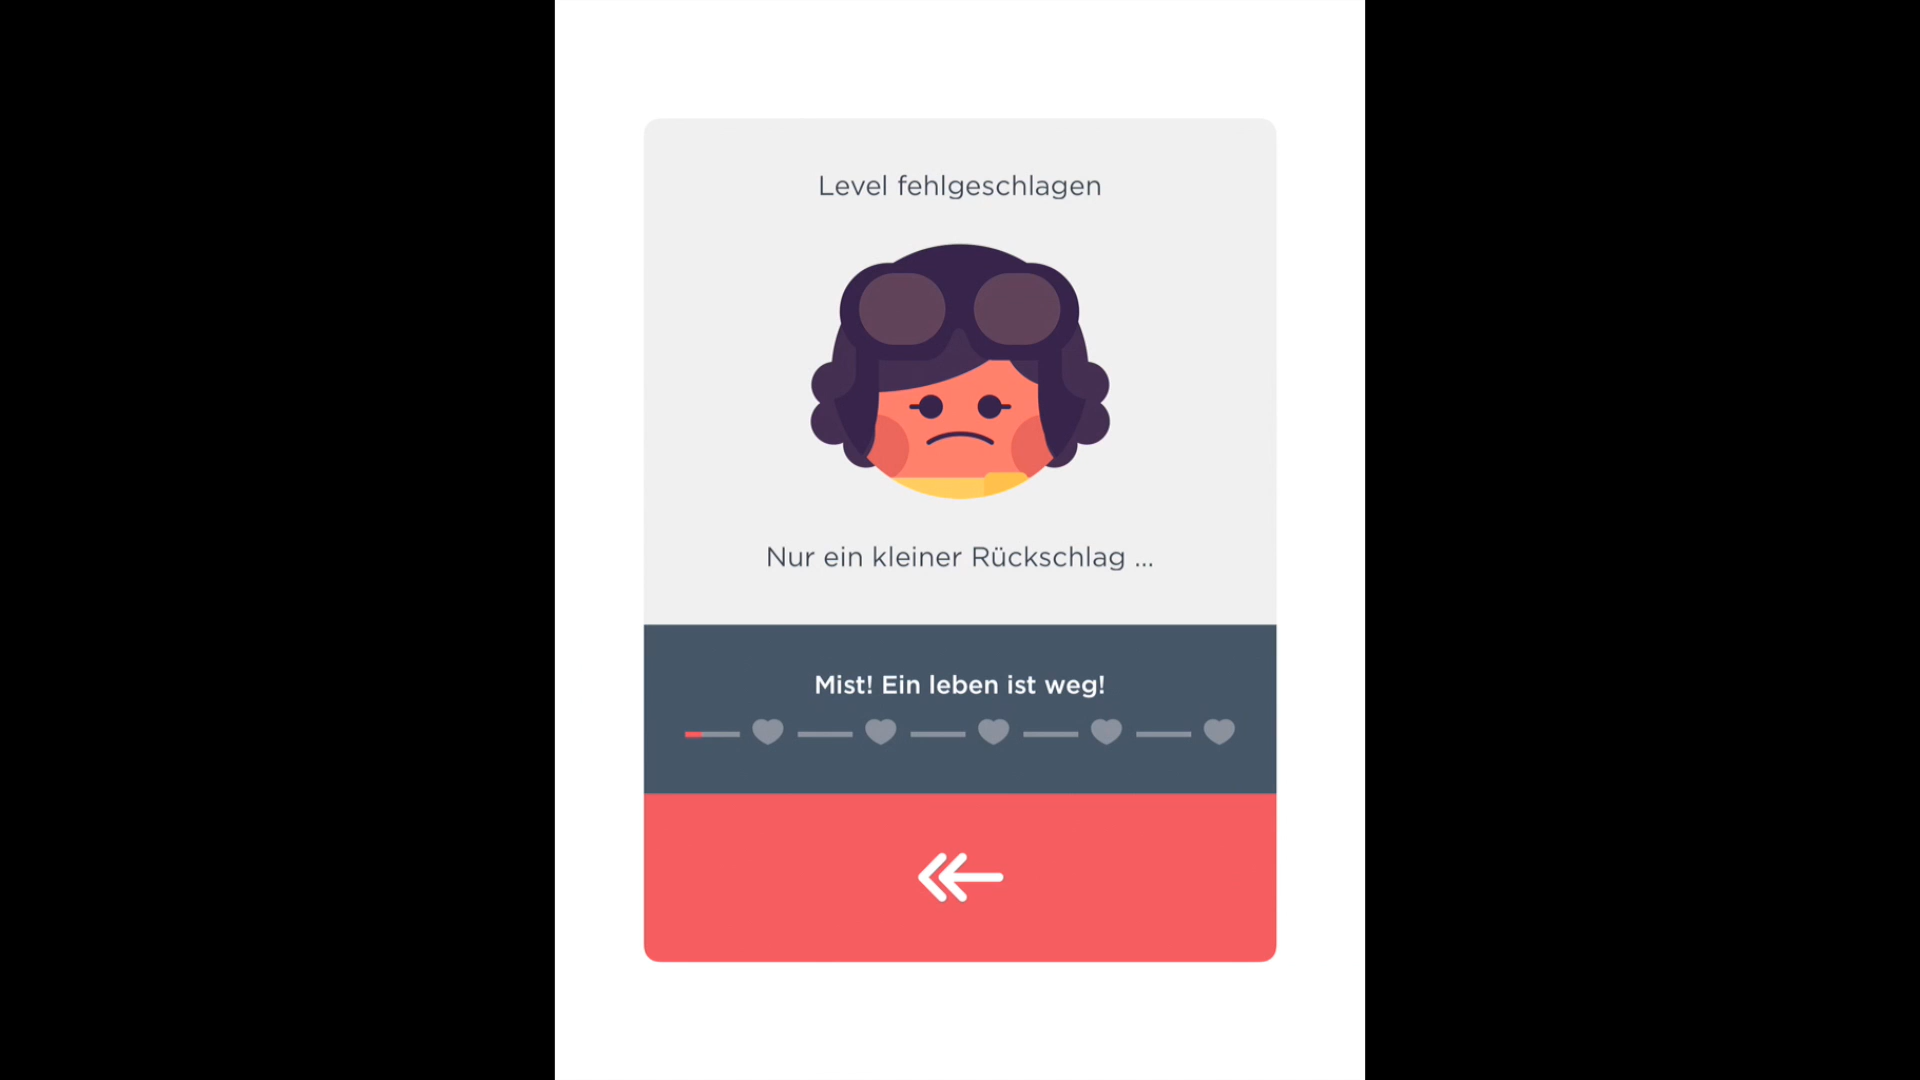 Level fehlgeschlagen
Nur ein kleiner Rückschlag ...
Mist! Ein leben ist weg!